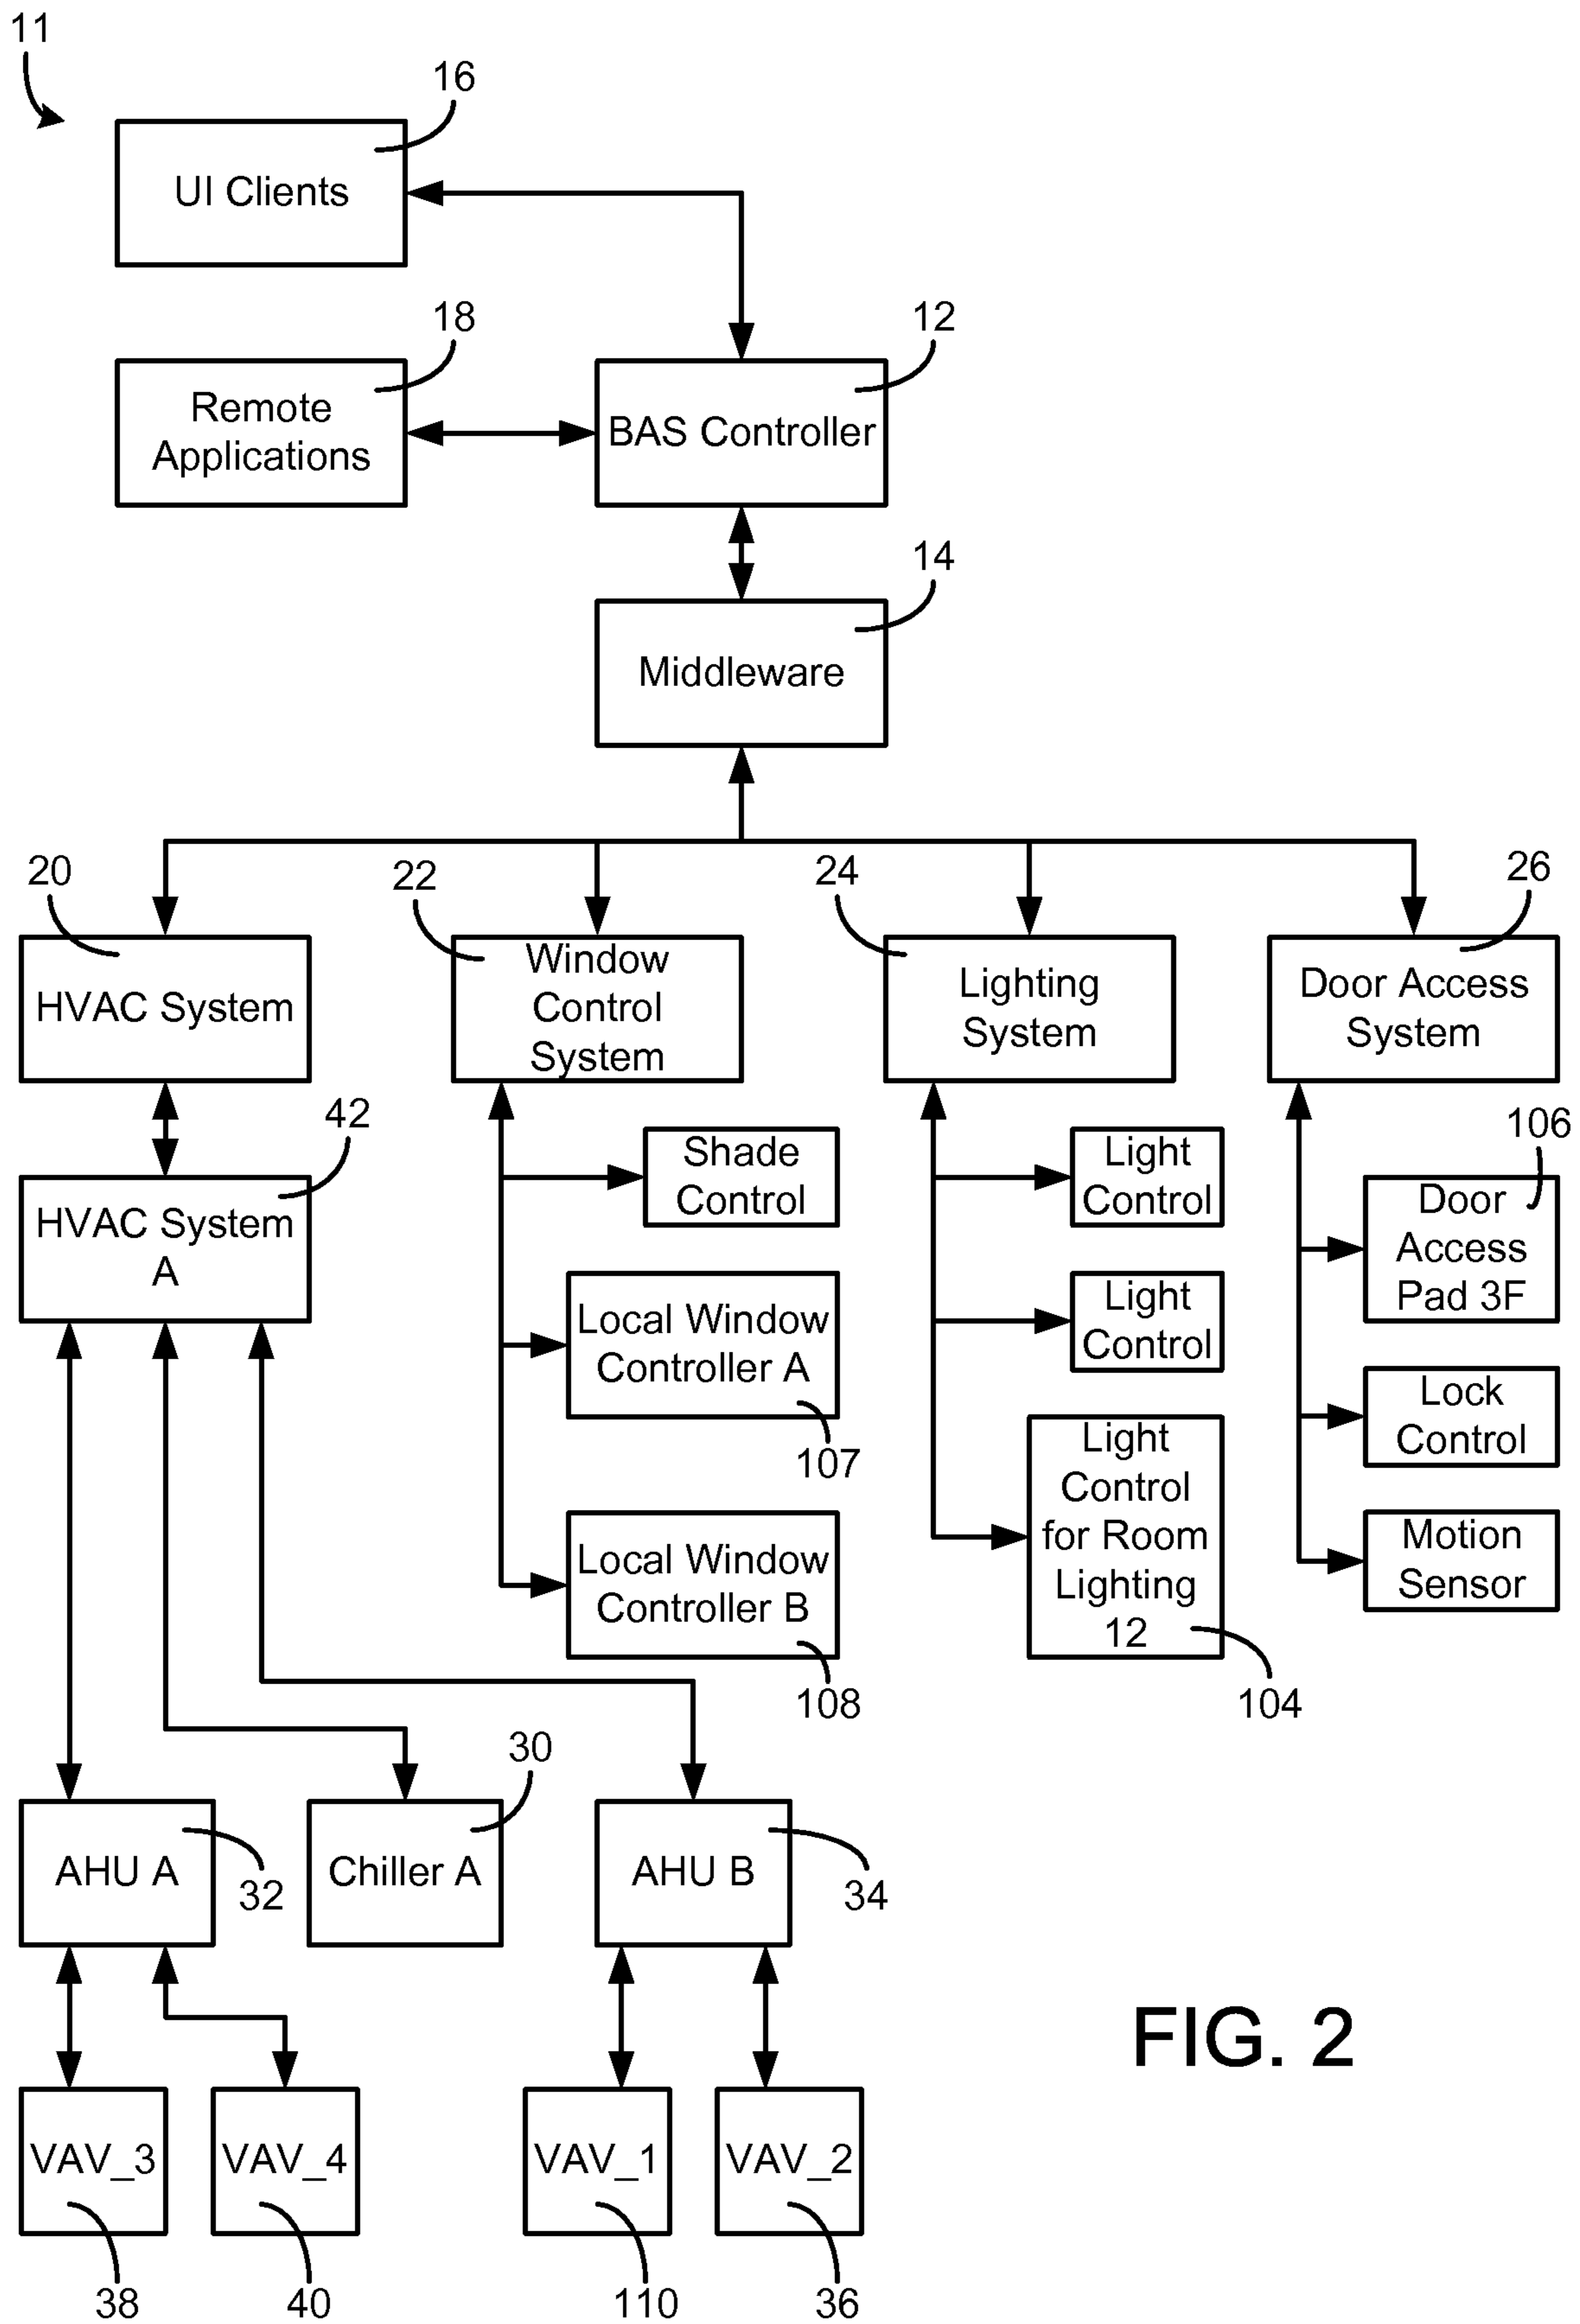 11
16
UI Clients
18
12
Remote
Applications
BAS Controller
14
Middleware
20
22
24
26
HVAC System
Window
Control
System
Lighting
System
Door Access
System
42
HVAC System
A
Shade
Control
Local Window
Controller A
107
Local Window
Controller B
108
Light
Control
Light
Control
Light
Control
for Room
Lighting
12
104
106
Door
Access
Pad 3F
Lock
Control
Motion
Sensor
30
AHU A
32
Chiller A
AHU B
34
VAV_3
VAV_4
VAV_1
VAV_2
38
40
110
36
FIG. 2